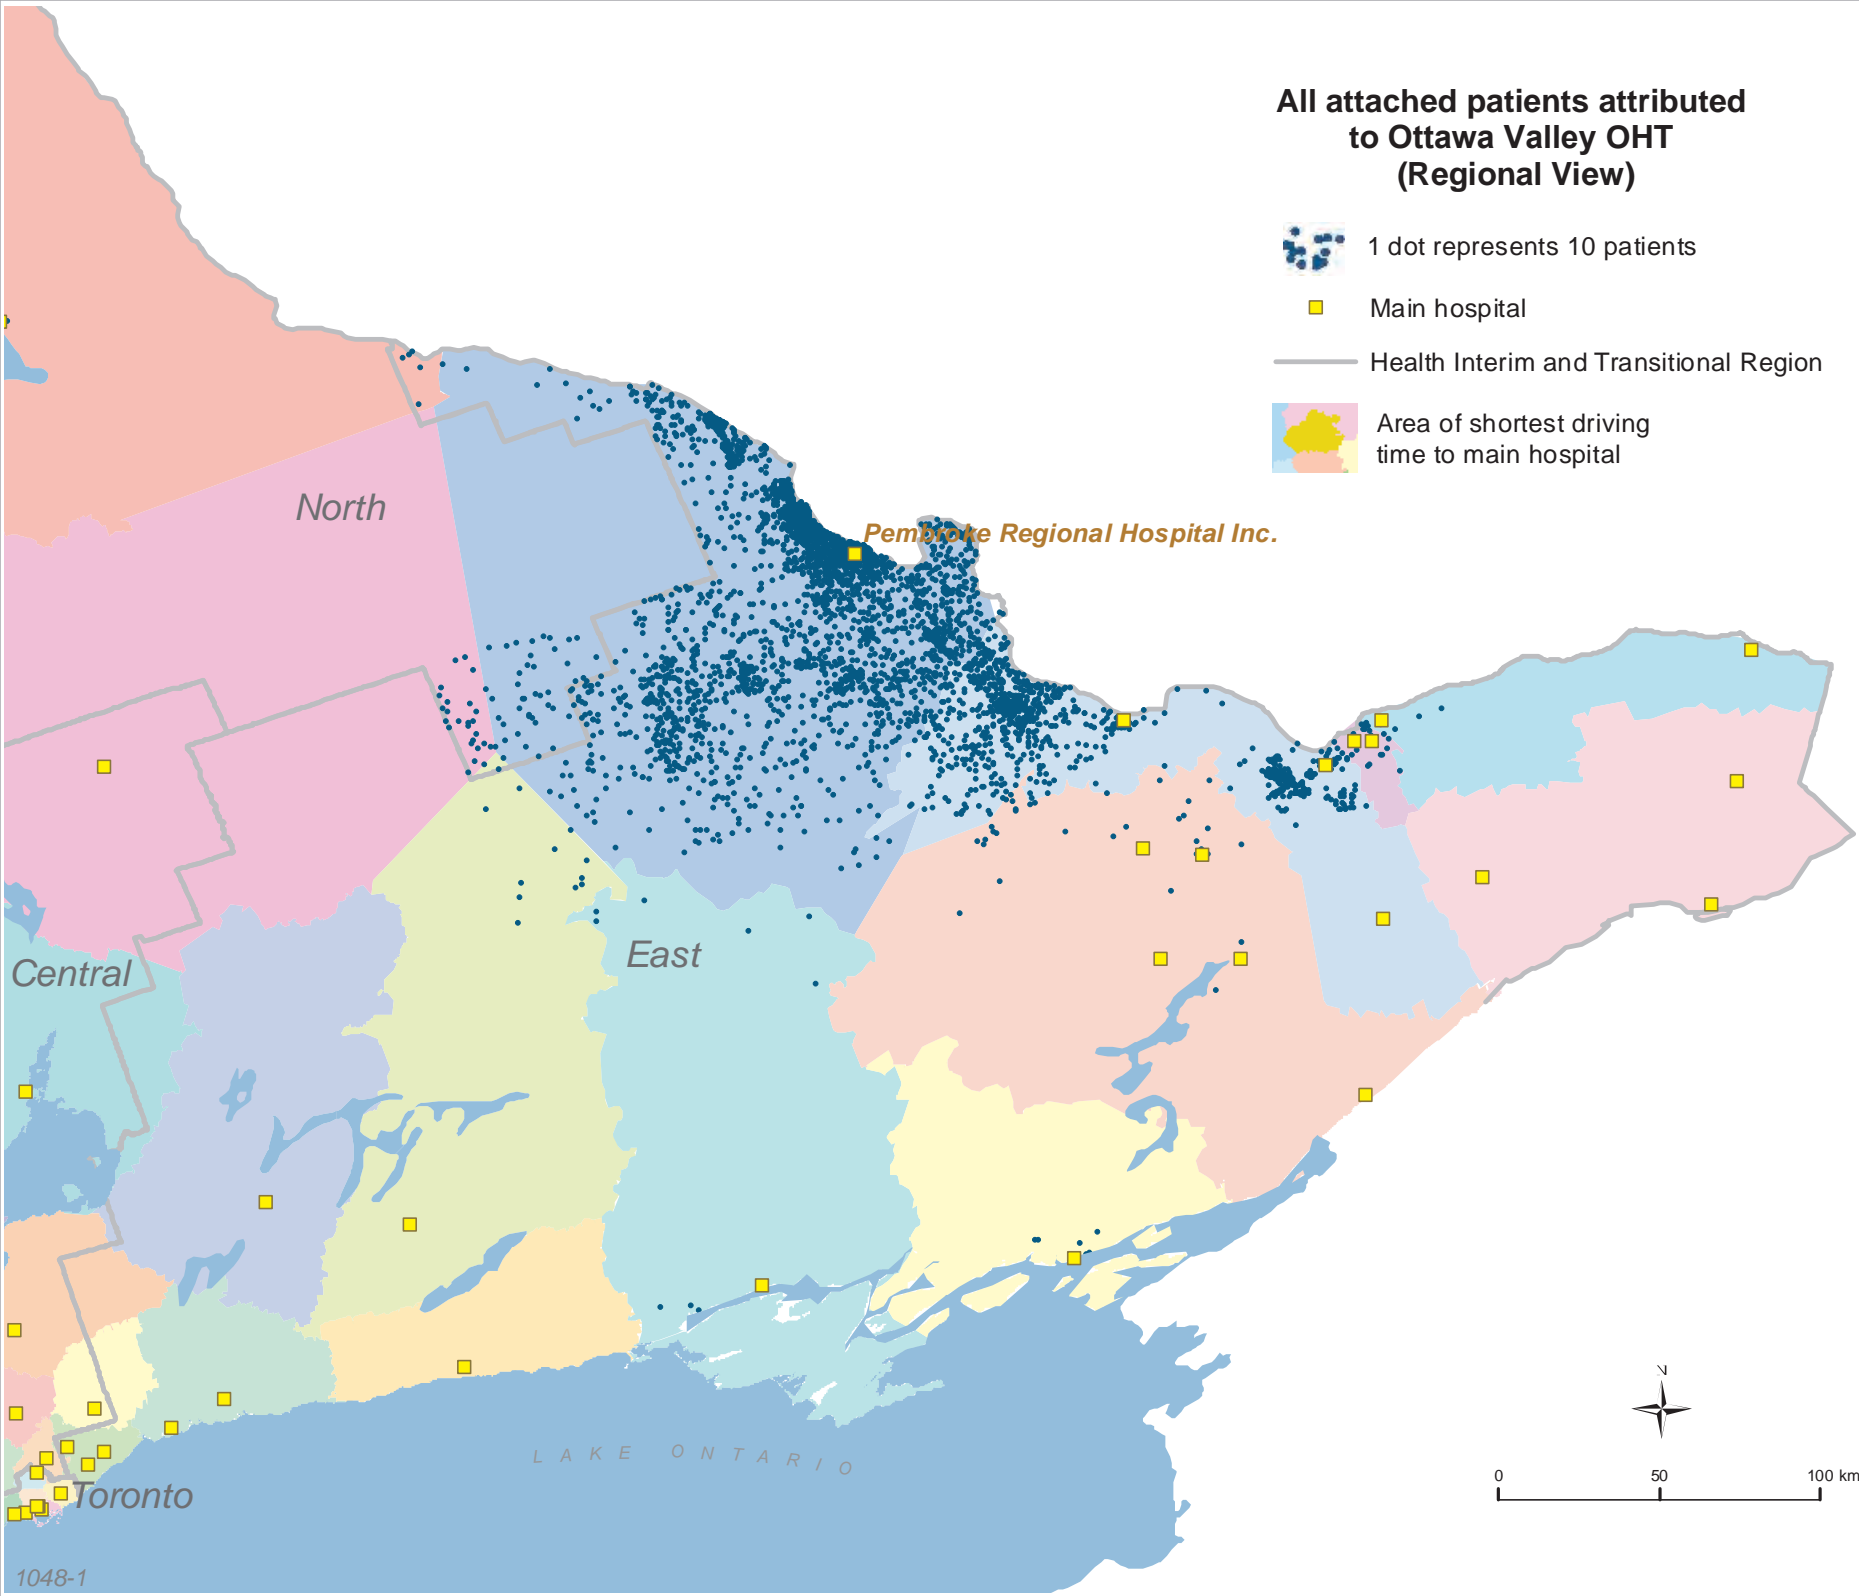 All attached patients attributed
to Ottawa Valley OHT
(Regional View)
1 dot represents 10 patients
Main hospital
Health Interim and Transitional Region
Area of shortest driving
time to main hospital
North
Pembroke Regional Hospital Inc.
East
Central
N
LAKE ONTARIO
0 50 100 km
Toronto
1048-1